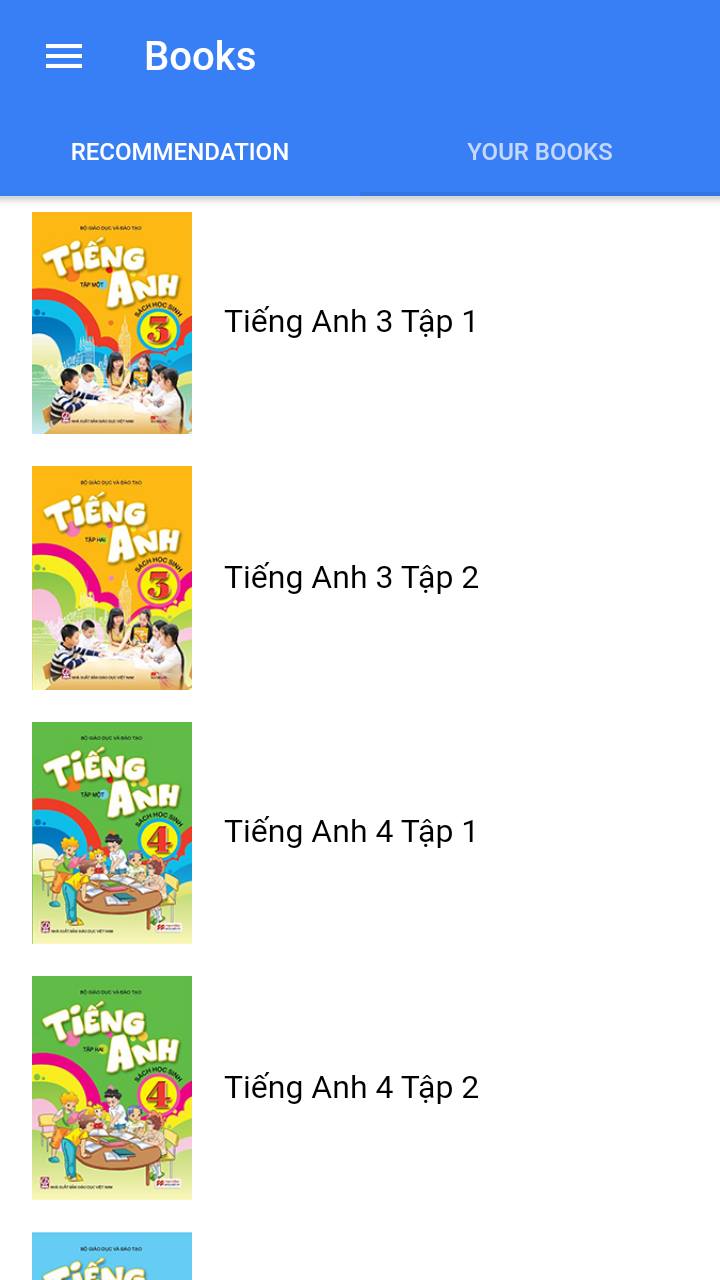 Books
RECOMMENDATION
YOUR BOOKS
BỘ GIÁO DỤC VÀ ĐÀO TẠO
TIẾNG
TẬP MỘT
ANH
SÁCH HỌC SINH
3
NHÀ XUẤT BẢN GIÁO DỤC VIỆT NAM
Tiếng Anh 3 Tập 1
BỘ GIÁO DỤC VÀ ĐÀO TẠO
TIẾNG
TẬP HAI
ANH
SÁCH HỌC SINH
3
NHÀ XUẤT BẢN GIÁO DỤC VIỆT NAM
Tiếng Anh 3 Tập 2
BỘ GIÁO DỤC VÀ ĐÀO TẠO
TIẾNG
TẬP MỘT
ANH
SÁCH HỌC SINH
4
NHÀ XUẤT BẢN GIÁO DỤC VIỆT NAM
Tiếng Anh 4 Tập 1
BỘ GIÁO DỤC VÀ ĐÀO TẠO
TIẾNG
TẬP HAI
ANH
SÁCH HỌC SINH
4
NHÀ XUẤT BẢN GIÁO DỤC VIỆT NAM
Tiếng Anh 4 Tập 2
BỘ GIÁO DỤC VÀ ĐÀO TẠO
TIẾNG